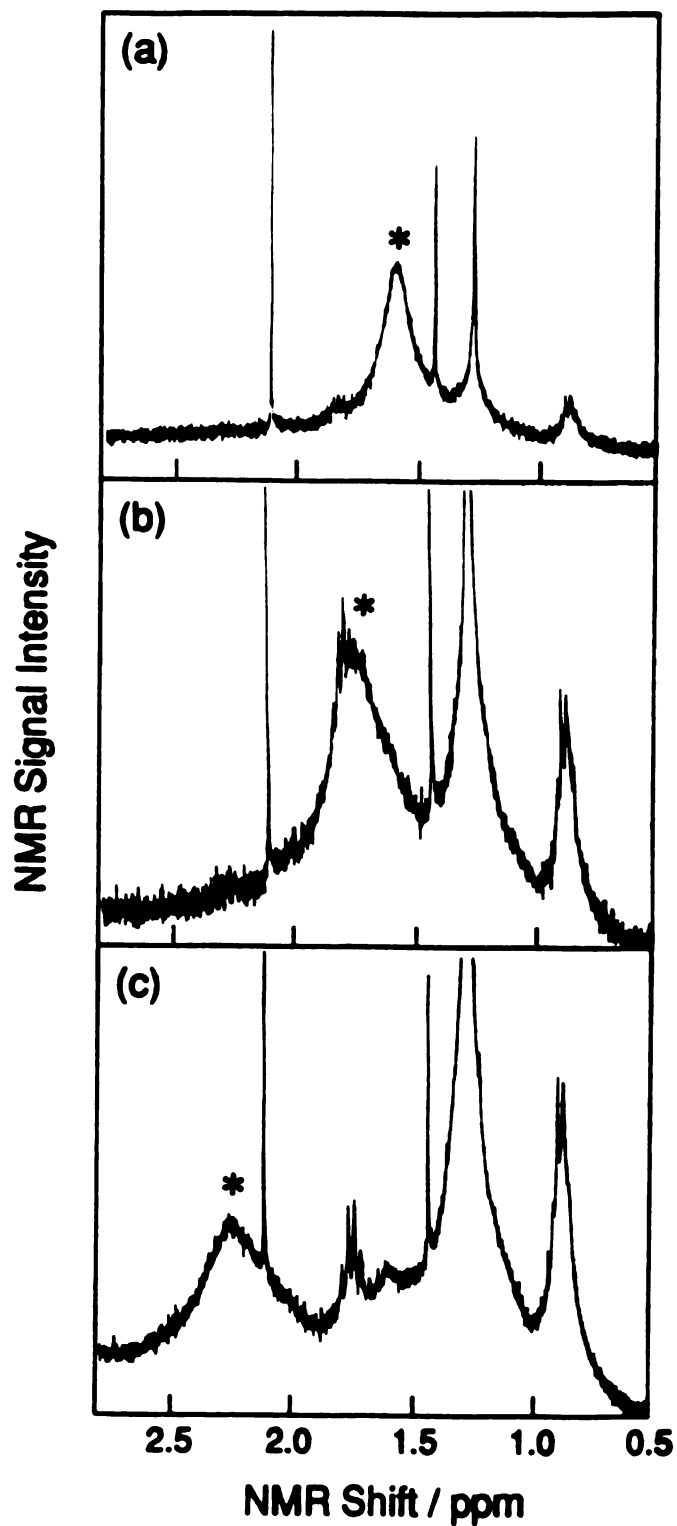 (a)
*
(b)
*
(c)
*
NMR Signal Intensity
2.5 2.0 1.5 1.0 0.5
NMR Shift / ppm